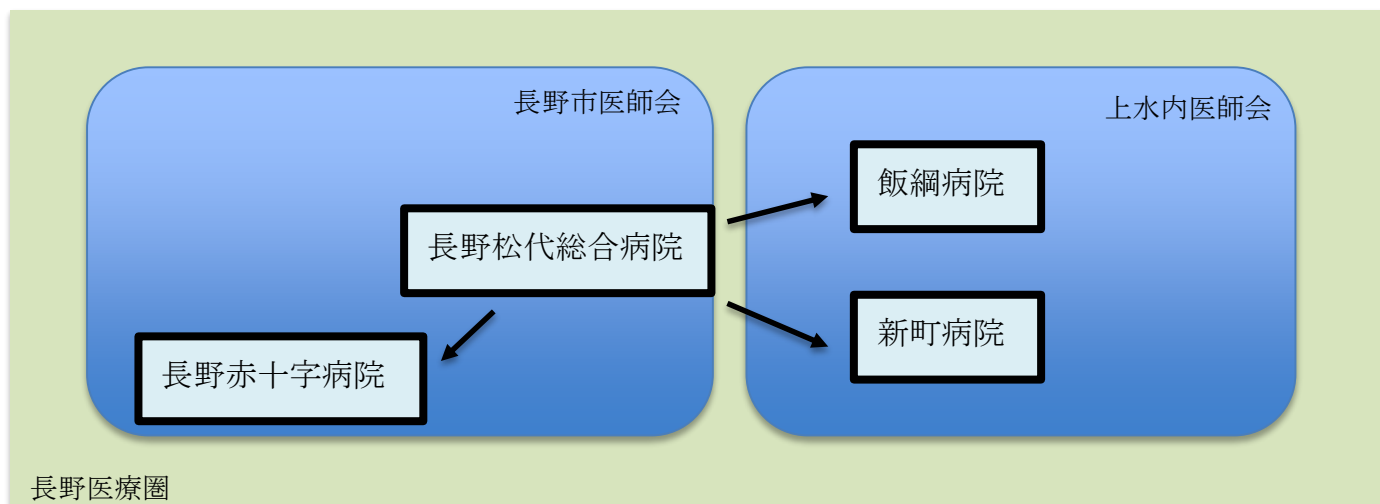 長野市医師会
上水内医師会
飯綱病院
長野松代総合病院
新町病院
長野赤十字病院
長野医療圏